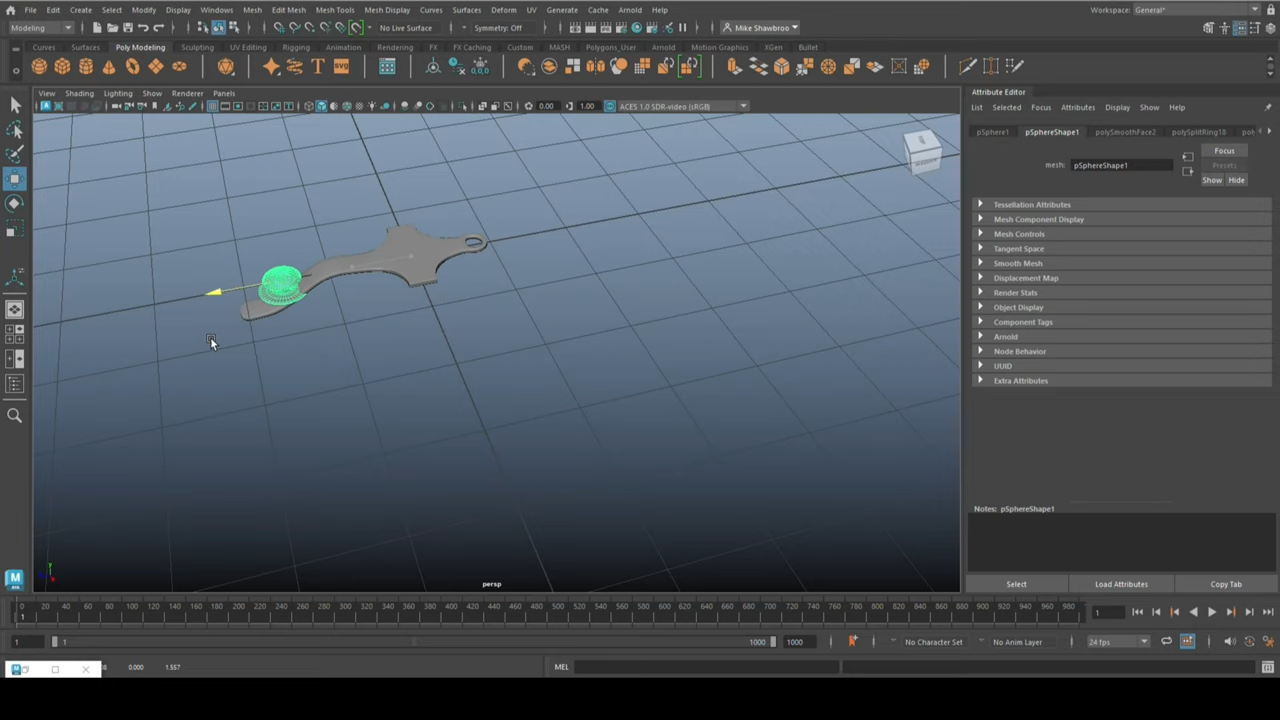 File Edit Create Select Modify Display Windows Mesh Edit Mesh Mesh Tools Mesh Display Curves Surfaces Deform UV Generate Cache Arnold Help Workspace: General*
Modeling No Live Surface Symmetry: Off Mike Shawbroo
Curves Surfaces Poly Modeling Sculpting UV Editing Rigging Animation Rendering FX FX Caching Custom MASH Polygons_User Arnold Motion Graphics XGen Bullet
View Shading Lighting Show Renderer Panels
0.00 1.00 ACES 1.0 SDR-video (sRGB)
Attribute Editor
List Selected Focus Attributes Display Show Help
pSphere1 pSphereShape1 polySmoothFace2 polySplitRing18
mesh: pSphereShape1
Focus
Presets
Show Hide
Tessellation Attributes
Mesh Component Display
Mesh Controls
Tangent Space
Smooth Mesh
Displacement Map
Render Stats
Object Display
Component Tags
Arnold
Node Behavior
UUID
Extra Attributes
Notes: pSphereShape1
Select Load Attributes Copy Tab
persp
0 20 40 60 80 100 120 140 160 180 200 220 240 260 280 300 320 340 360 380 400 420 440 460 480 500 520 540 560 580 600 620 640 660 680 700 720 740 760 780 800 820 840 860 880 900 920 940 960 980
1 1
1 1 1000 1000 No Character Set No Anim Layer 24 fps
0.000 1.557 MEL